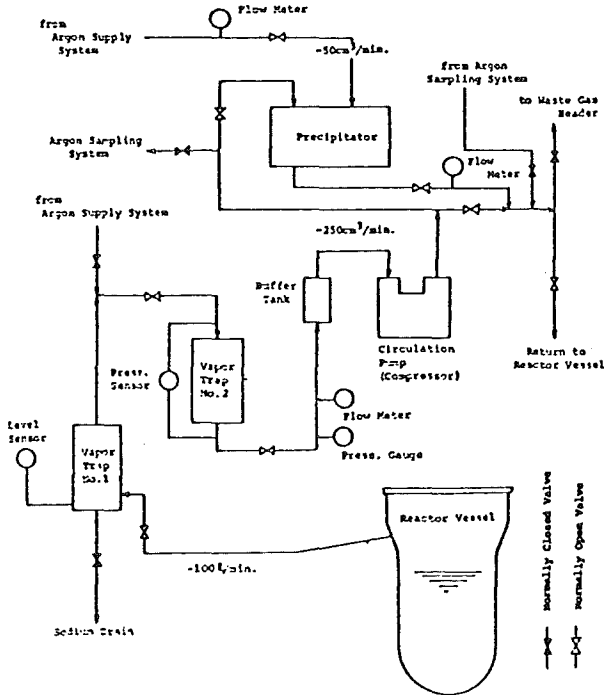 Flow Meter
from
Argon Supply
System
~50cm³/min.
from Argon
Sampling System
to Waste Gas
Header
Precipitator
Argon Sampling
System
Flow
Meter
from
Argon Supply System
~250cm³/min.
Buffer
Tank
Circulation
Pump
(Compressor)
Return to
Reactor Vessel
Press.
Sensor
Vapor
Trap
No.2
Flow Meter
Press. Gauge
Level
Sensor
Vapor
Trap
No.1
Reactor Vessel
~100ℓ/min.
Sodium Drain
Normally Closed Valve
Normally Open Valve